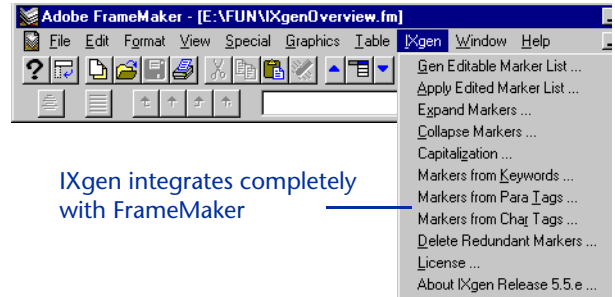 Adobe FrameMaker - [E:\FUN\IXgenOverview.fm]
File Edit Format View Special Graphics Table IXgen Window Help
?
Gen Editable Marker List ...
Apply Edited Marker List ...
Expand Markers ...
Collapse Markers ...
Capitalization ...
Markers from Keywords ...
Markers from Para Tags ...
Markers from Char Tags ...
Delete Redundant Markers ...
License ...
About IXgen Release 5.5.e ...
IXgen integrates completely
with FrameMaker